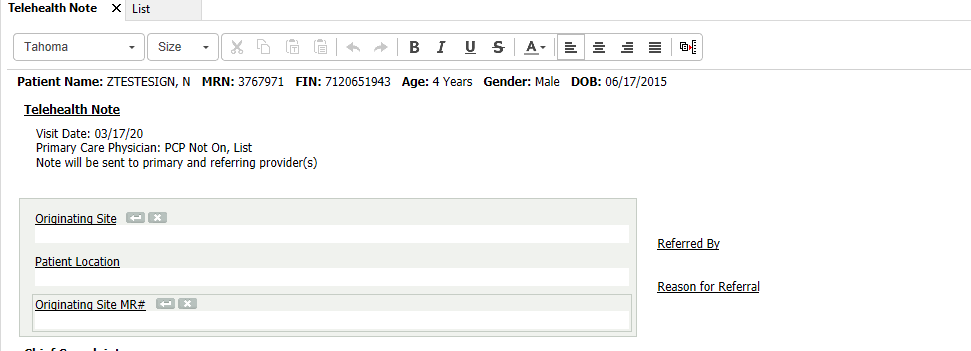 Telehealth Note X List
Tahoma Size B I U S A
Patient Name: ZTESTESIGN, N MRN: 3767971 FIN: 7120651943 Age: 4 Years Gender: Male DOB: 06/17/2015
Telehealth Note
Visit Date: 03/17/20
Primary Care Physician: PCP Not On, List
Note will be sent to primary and referring provider(s)
Originating Site
Referred By
Patient Location
Reason for Referral
Originating Site MR#